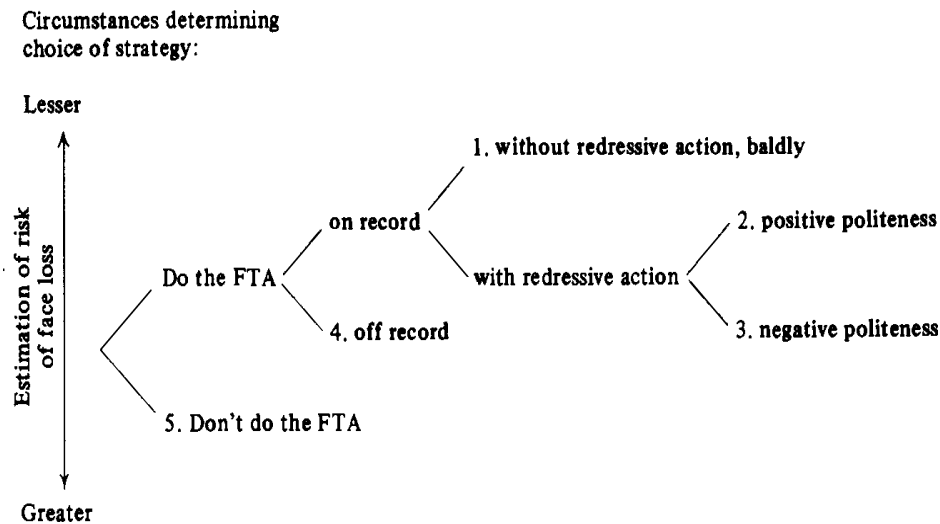 Circumstances determining
choice of strategy:
Lesser
Estimation of risk
of face loss
1. without redressive action, baldly
on record
2. positive politeness
Do the FTA
with redressive action
4. off record
3. negative politeness
5. Don't do the FTA
Greater